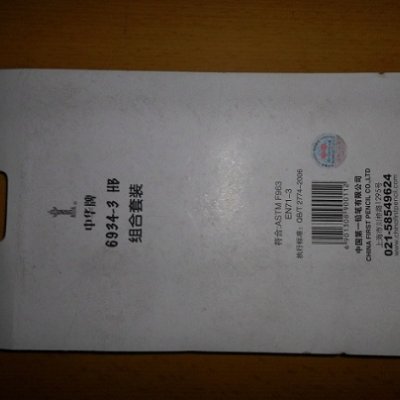 中华牌
6934-3 HB
组合套装
符合:ASTM F963
EN71-3
执行标准: QB/T 2774-2006
中国第一铅笔有限公司
CHINA FIRST PENCIL CO.,LTD
021-58549624